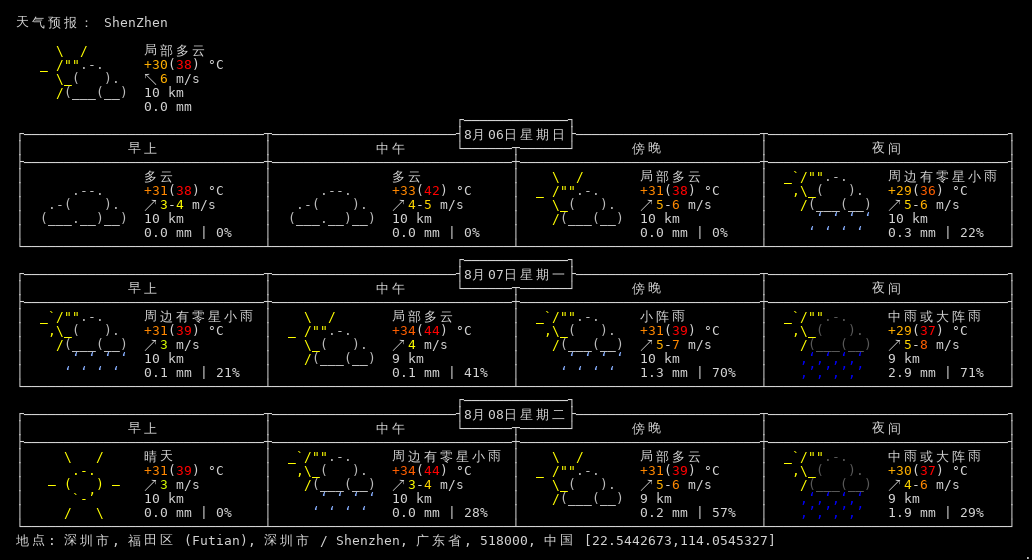 天气预报： ShenZhen
局部多云
+30(38) °C
↖6 m/s
10 km
0.0 mm
8月06日星期日
早上 中午 傍晚 夜间
多云 多云 局部多云 周边有零星小雨
+31(38) °C +33(42) °C +31(38) °C +29(36) °C
↗3-4 m/s ↗4-5 m/s ↗5-6 m/s ↗5-6 m/s
10 km 10 km 10 km 10 km
0.0 mm | 0% 0.0 mm | 0% 0.0 mm | 0% 0.3 mm | 22%
8月07日星期一
早上 中午 傍晚 夜间
周边有零星小雨 局部多云 小阵雨 中雨或大阵雨
+31(39) °C +34(44) °C +31(39) °C +29(37) °C
↗3 m/s ↗4 m/s ↗5-7 m/s ↗5-8 m/s
10 km 9 km 10 km 9 km
0.1 mm | 21% 0.1 mm | 41% 1.3 mm | 70% 2.9 mm | 71%
8月08日星期二
早上 中午 傍晚 夜间
晴天 周边有零星小雨 局部多云 中雨或大阵雨
+31(39) °C +34(44) °C +31(39) °C +30(37) °C
↗3 m/s ↗3-4 m/s ↗5-6 m/s ↗4-6 m/s
10 km 10 km 9 km 9 km
0.0 mm | 0% 0.0 mm | 28% 0.2 mm | 57% 1.9 mm | 29%
地点: 深圳市, 福田区 (Futian), 深圳市 / Shenzhen, 广东省, 518000, 中国 [22.5442673,114.0545327]